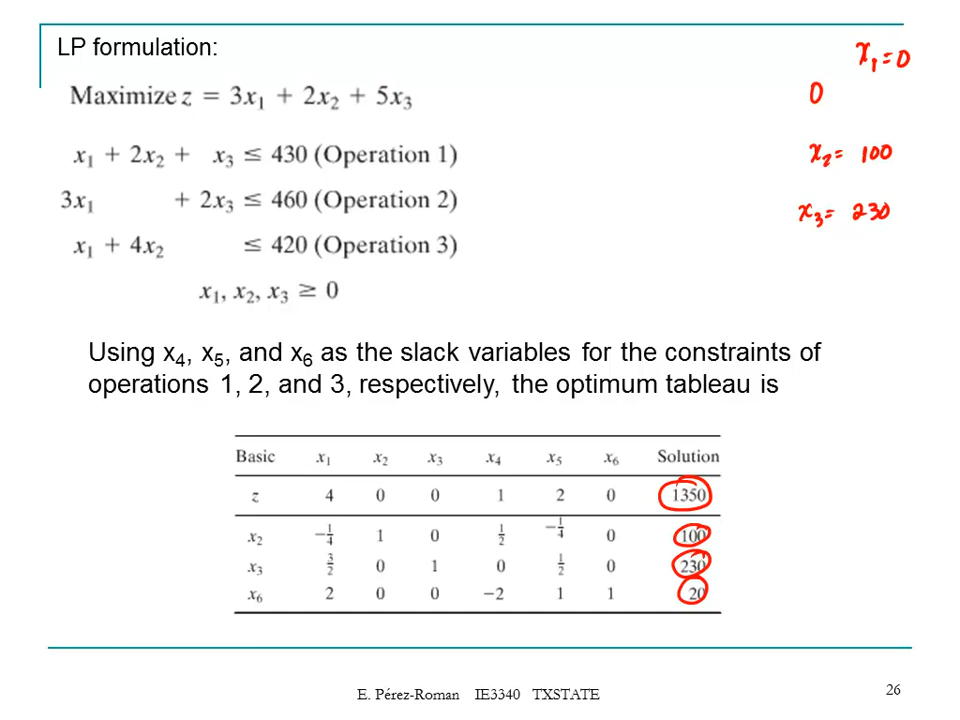 LP formulation:
x₁ = 0
Maximize z = 3x₁ + 2x₂ + 5x₃
0
x₁ + 2x₂ + x₃ ≤ 430 (Operation 1)
x₂ = 100
3x₁ + 2x₃ ≤ 460 (Operation 2)
x₃ = 230
x₁ + 4x₂ ≤ 420 (Operation 3)
x₁, x₂, x₃ ≥ 0
Using x₄, x₅, and x₆ as the slack variables for the constraints of
operations 1, 2, and 3, respectively, the optimum tableau is
Basic x₁ x₂ x₃ x₄ x₅ x₆ Solution
z 4 0 0 1 2 0 1350
x₂ -1/4 1 0 1/2 -1/4 0 100
x₃ 3/2 0 1 0 1/2 0 230
x₆ 2 0 0 -2 1 1 20
E. Pérez-Roman IE3340 TXSTATE
26